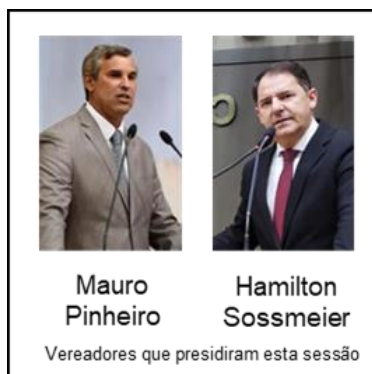 Mauro
Pinheiro
Hamilton
Sossmeier
Vereadores que presidiram esta sessão